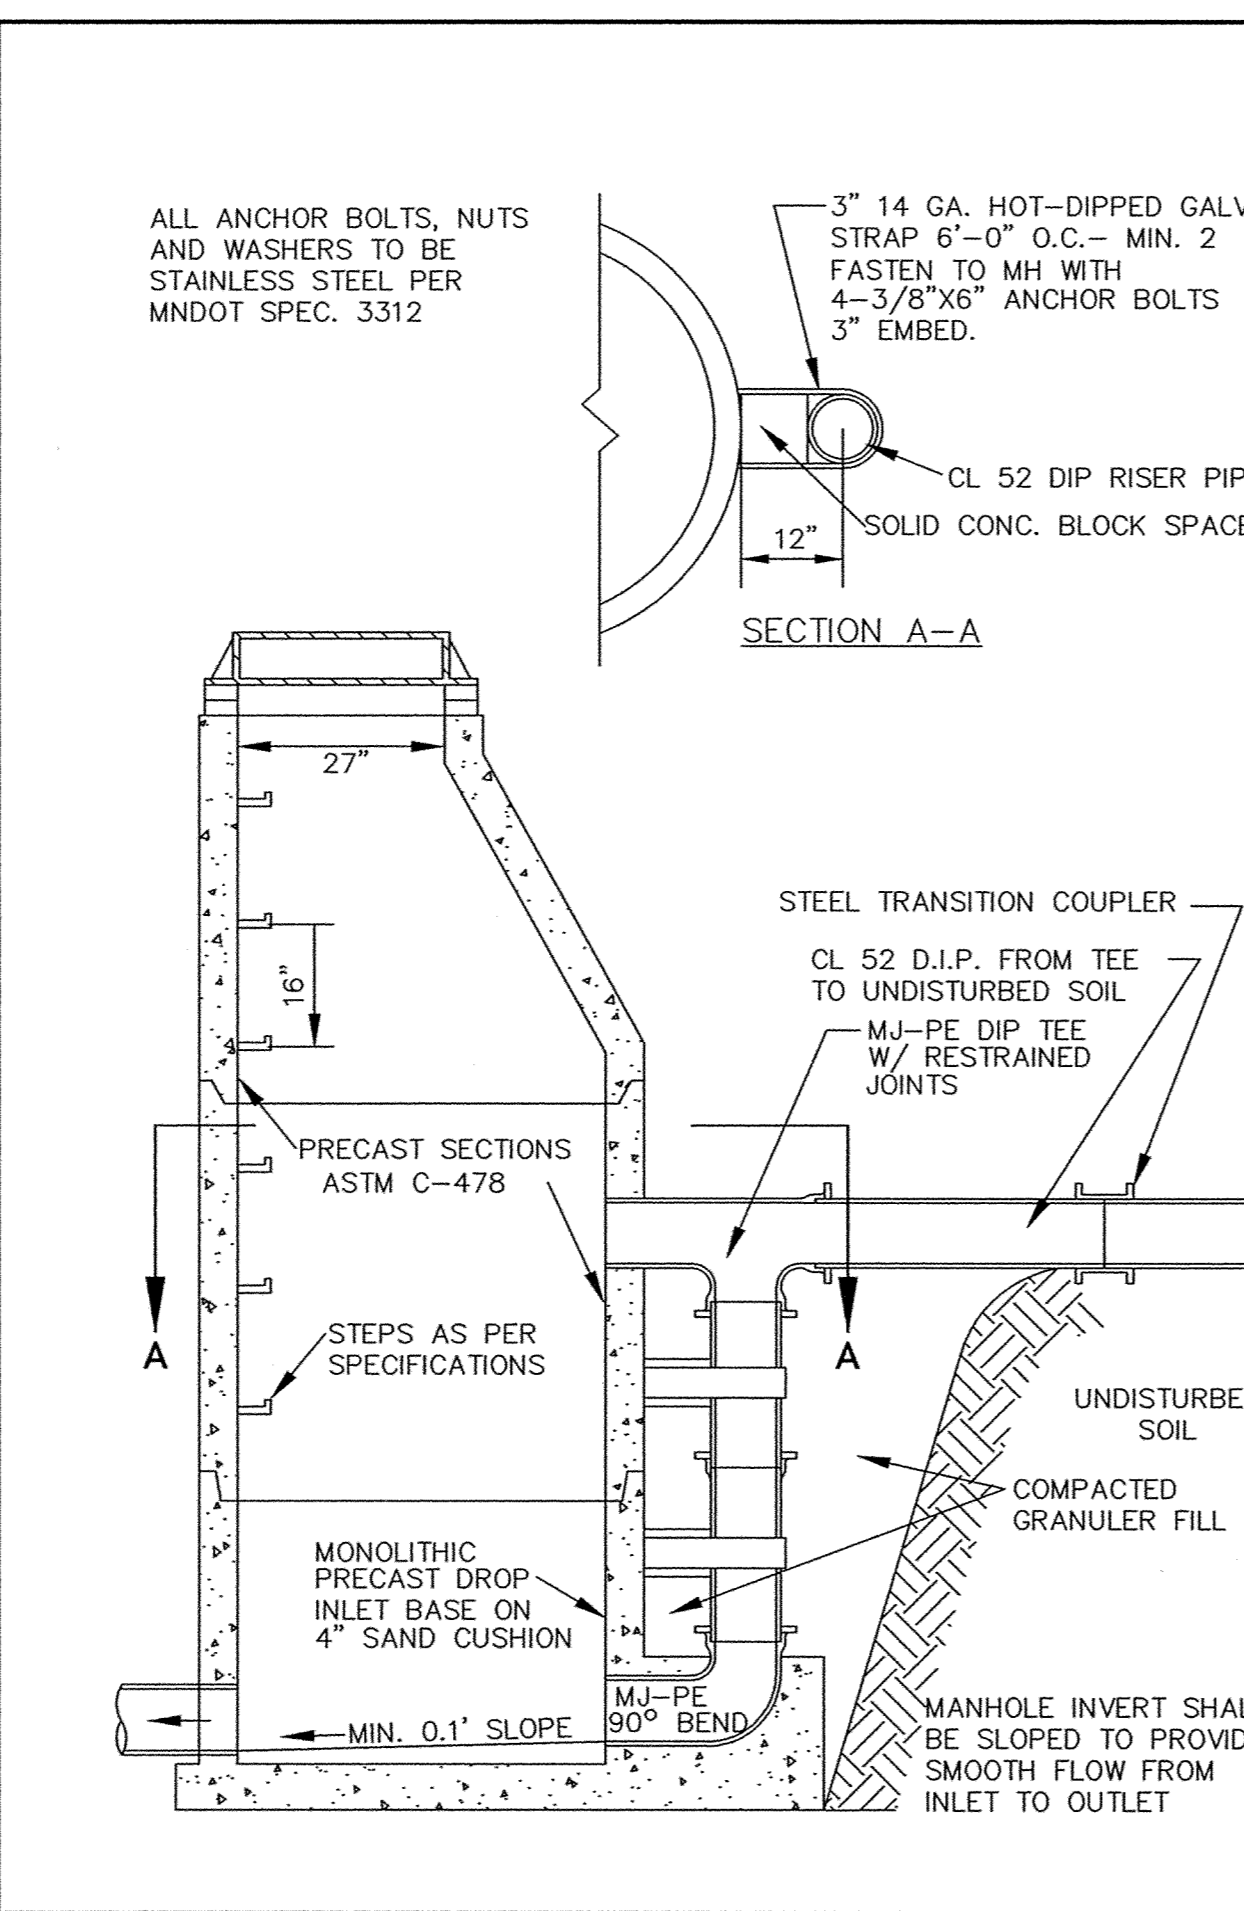 ALL ANCHOR BOLTS, NUTS
AND WASHERS TO BE
STAINLESS STEEL PER
MNDOT SPEC. 3312
3" 14 GA. HOT-DIPPED GALV
STRAP 6'-0" O.C.- MIN. 2
FASTEN TO MH WITH
4-3/8"X6" ANCHOR BOLTS
3" EMBED.
CL 52 DIP RISER PIP
SOLID CONC. BLOCK SPACE
12"
SECTION A-A
27"
16"
STEEL TRANSITION COUPLER
CL 52 D.I.P. FROM TEE
TO UNDISTURBED SOIL
MJ-PE DIP TEE
W/ RESTRAINED
JOINTS
PRECAST SECTIONS
ASTM C-478
A
A
STEPS AS PER
SPECIFICATIONS
UNDISTURBE
SOIL
COMPACTED
GRANULER FILL
MONOLITHIC
PRECAST DROP
INLET BASE ON
4" SAND CUSHION
MJ-PE
90° BEND
MIN. 0.1' SLOPE
MANHOLE INVERT SHAL
BE SLOPED TO PROVID
SMOOTH FLOW FROM
INLET TO OUTLET